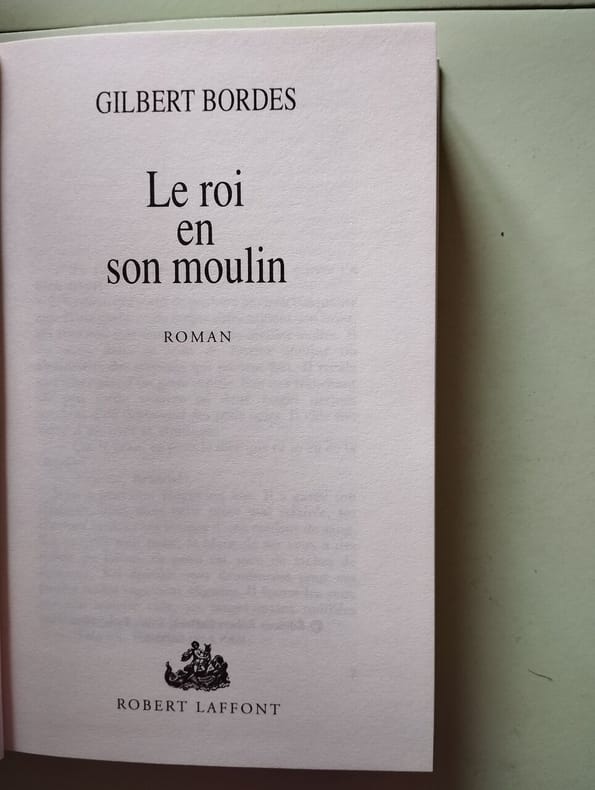 GILBERT BORDES
Le roi
en
son moulin
ROMAN
ROBERT LAFFONT